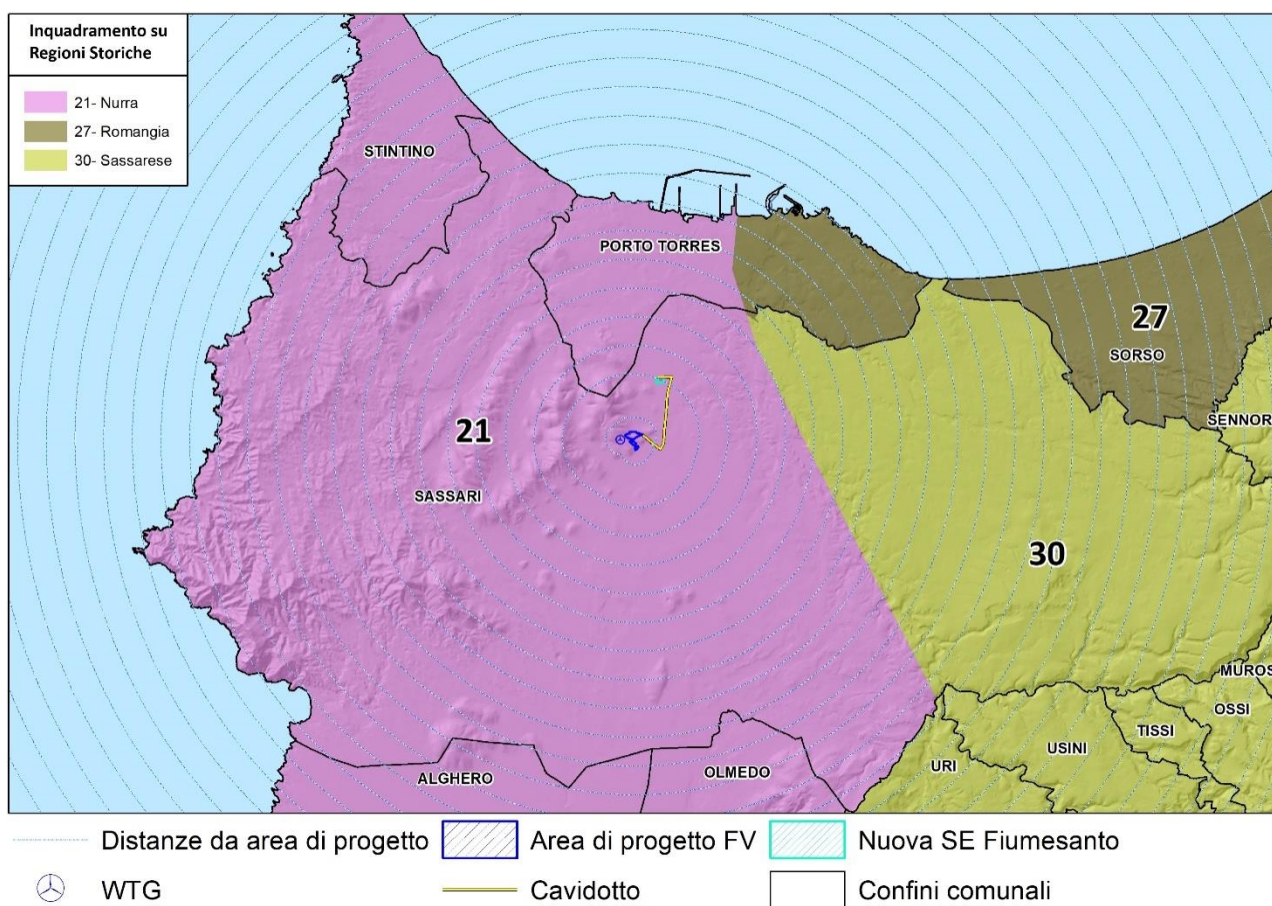 Inquadramento su
Regioni Storiche
21- Nurra
27- Romangia
30- Sassarese
STINTINO
PORTO TORRES
27
SORSO
SENNORI
21
SASSARI
30
MUROS
OSSI
TISSI
USINI
URI
OLMEDO
ALGHERO
Distanze da area di progetto
Area di progetto FV
Nuova SE Fiumesanto
WTG
Cavidotto
Confini comunali